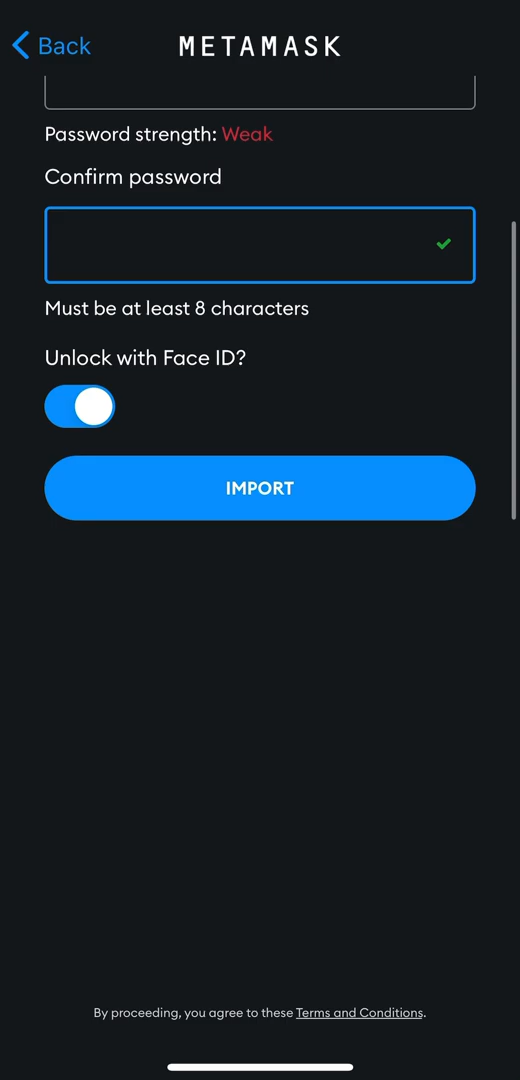 Back
METAMASK
Password strength: Weak
Confirm password
Must be at least 8 characters
Unlock with Face ID?
IMPORT
By proceeding, you agree to these Terms and Conditions.